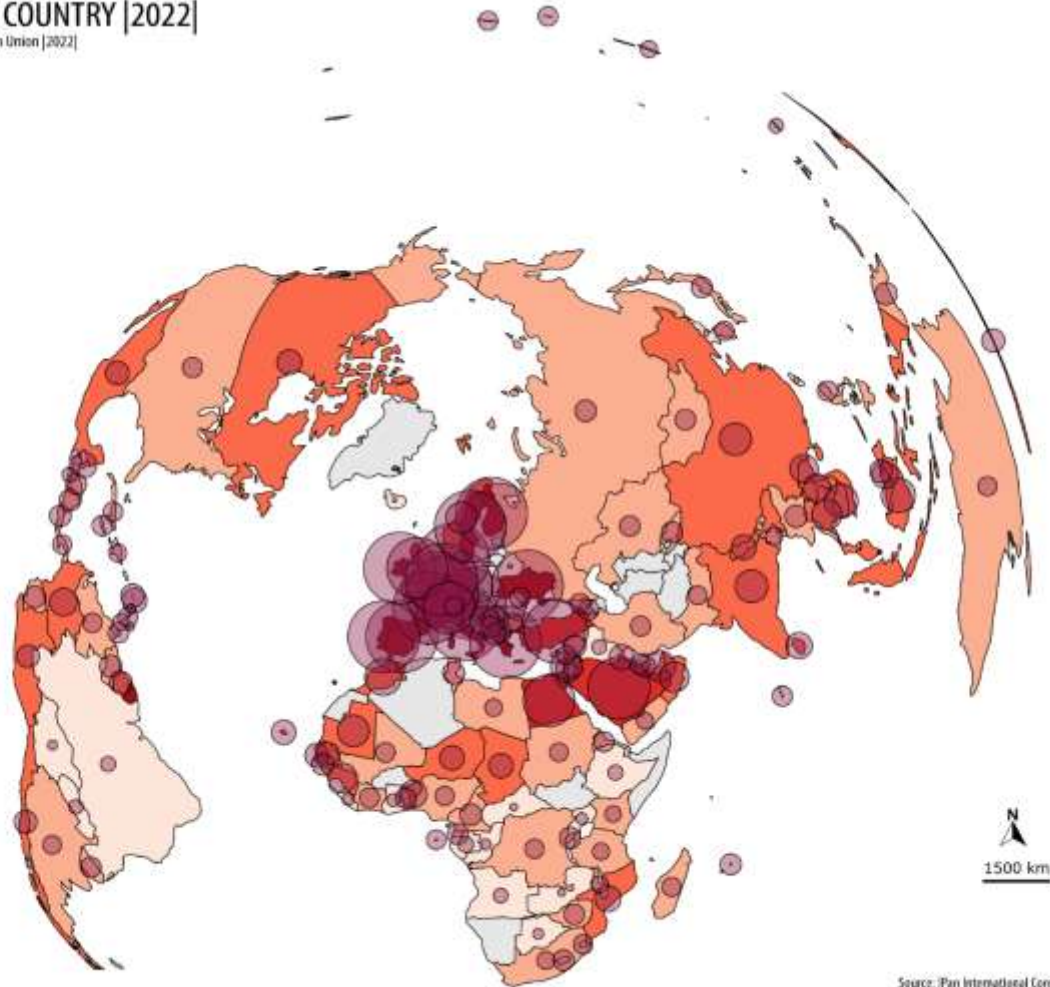 COUNTRY |2022|
Union |2022|
N
1500 km
Source: |Pan International Con